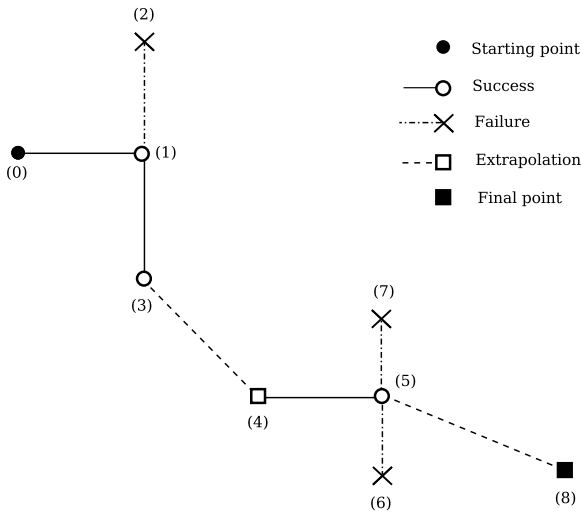 (2)
Starting point
Success
(1)
Failure
(0)
Extrapolation
Final point
(3)
(7)
(5)
(4)
(6)
(8)